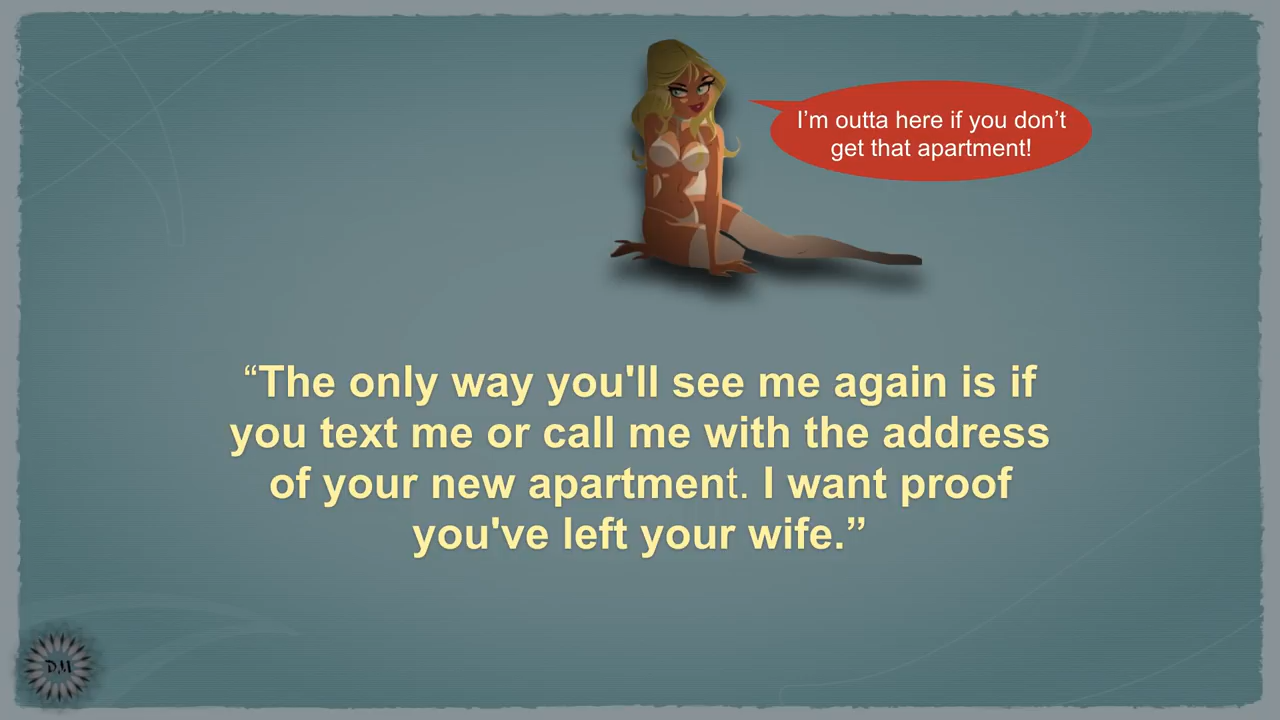 I’m outta here if you don’t
get that apartment!
“The only way you'll see me again is if
you text me or call me with the address
of your new apartment. I want proof
you've left your wife.”
DM